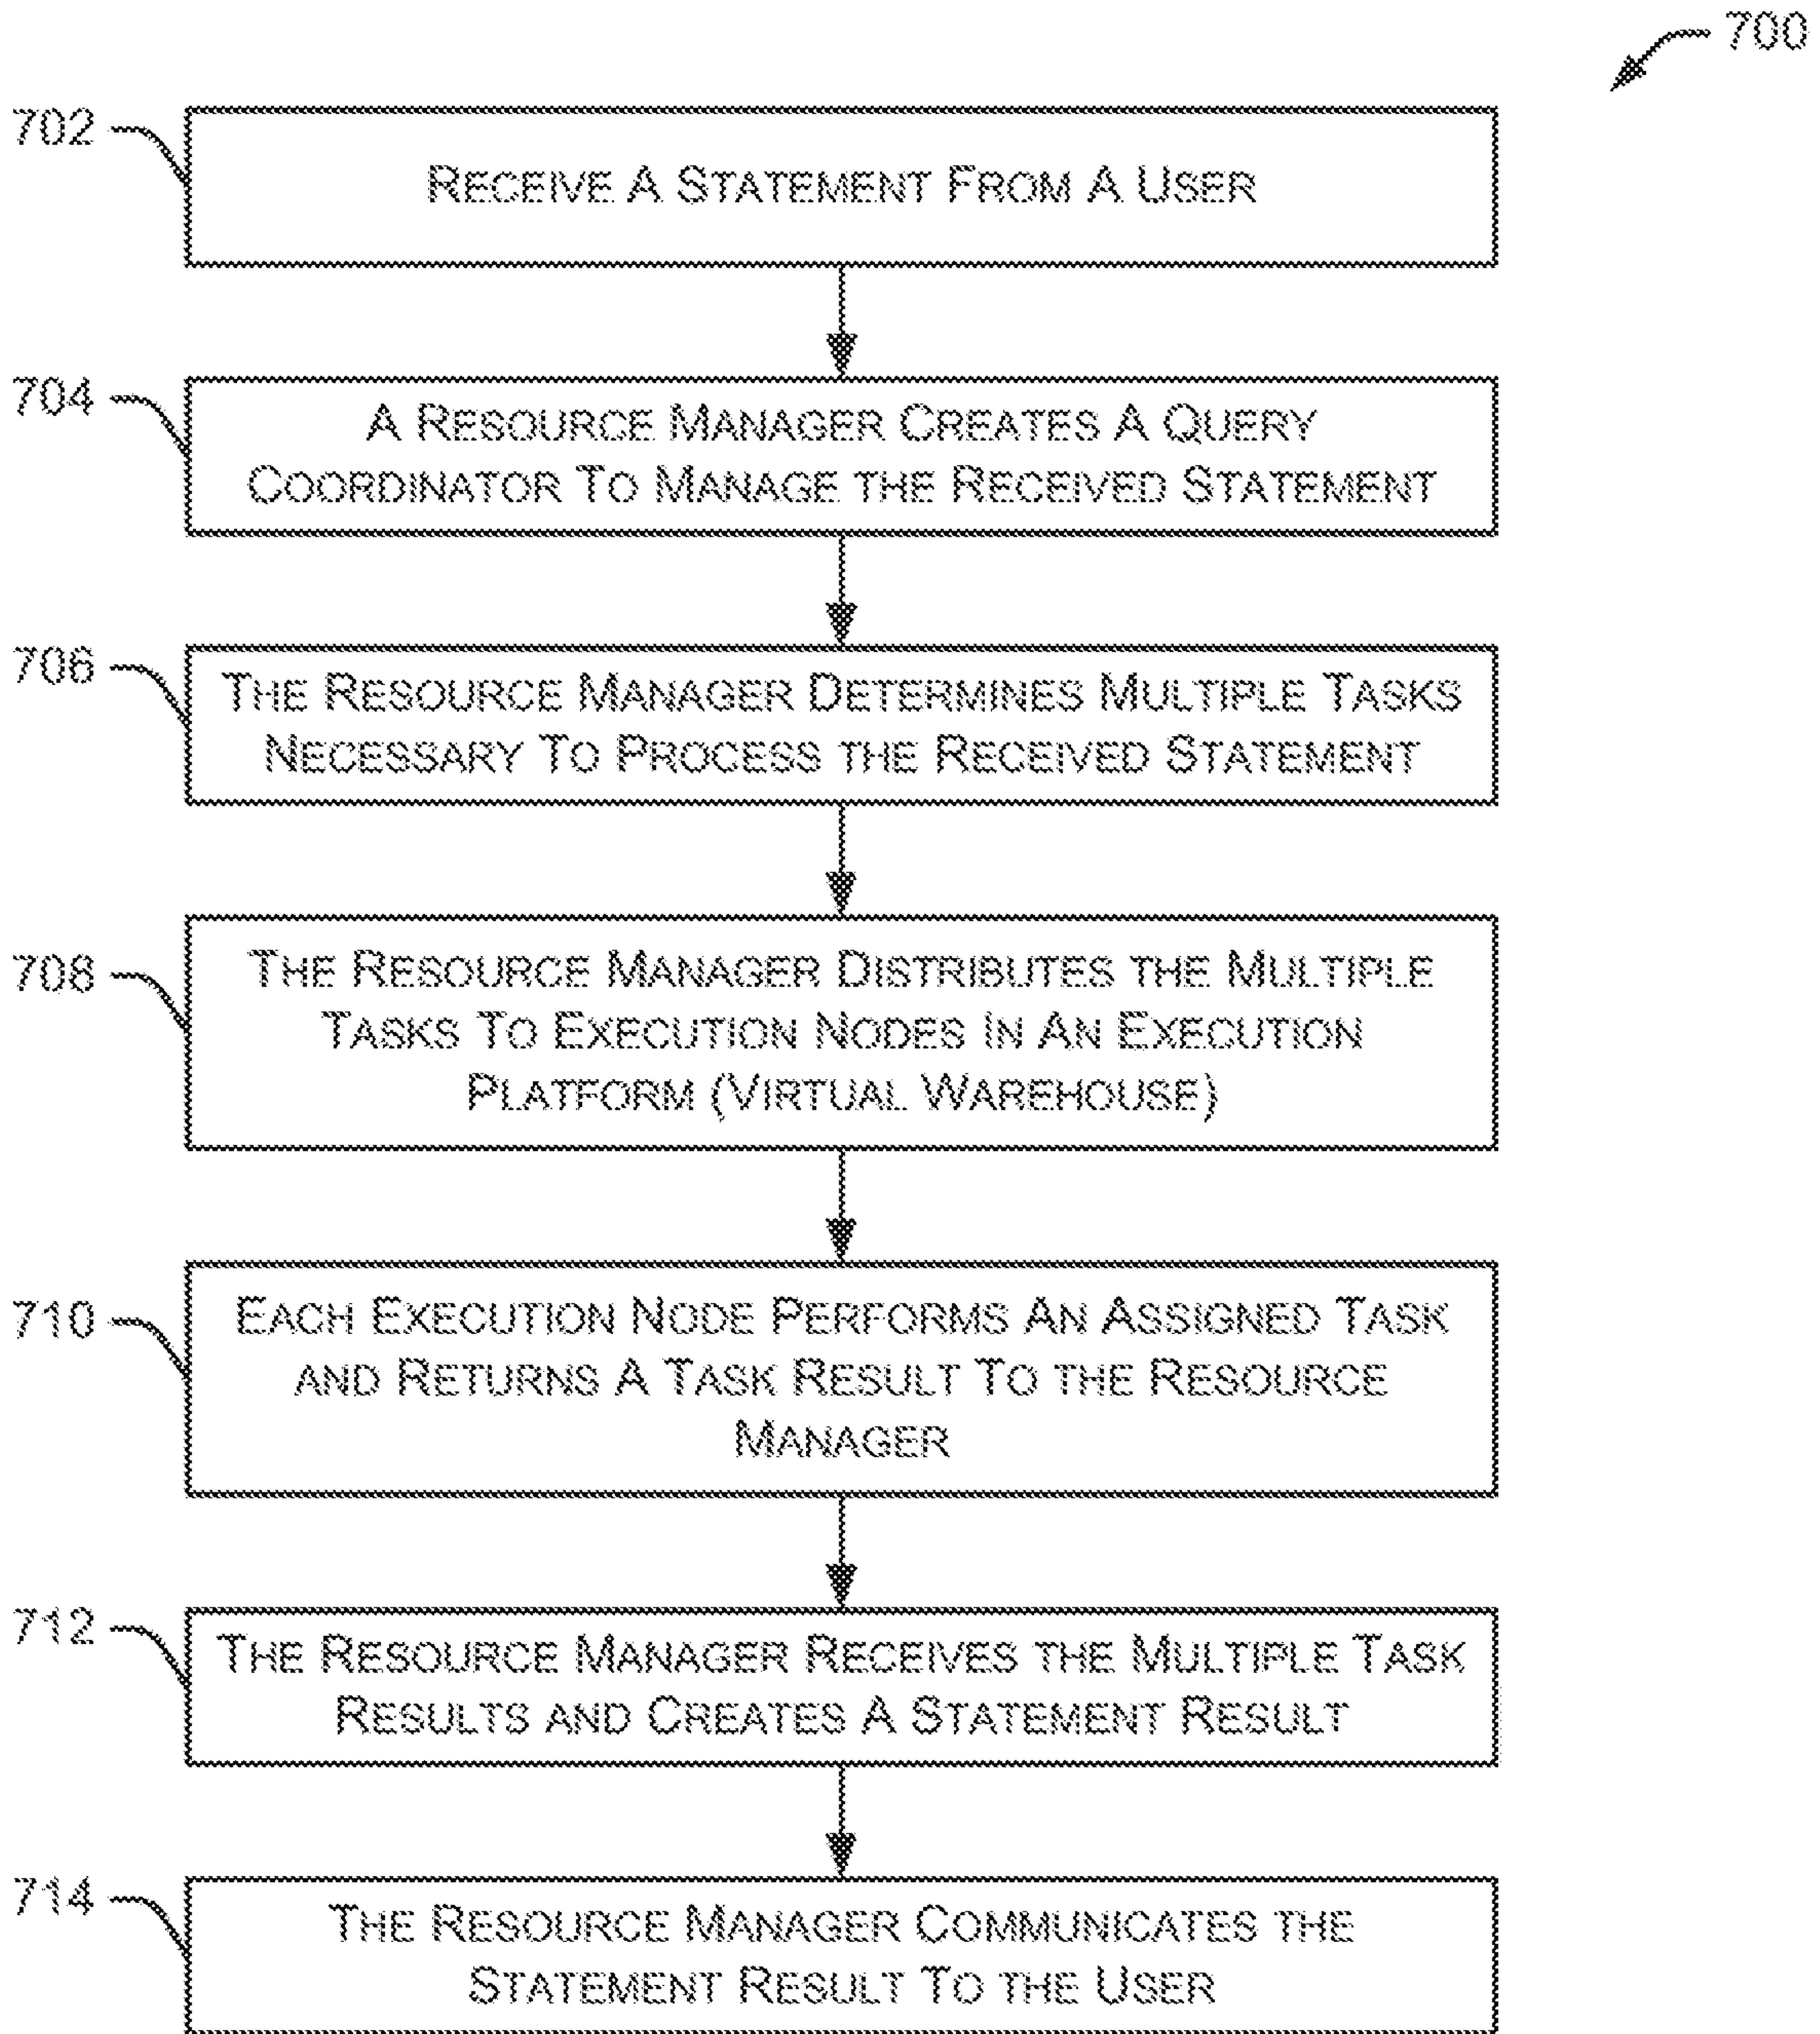 700
702
RECEIVE A STATEMENT FROM A USER
704
A RESOURCE MANAGER CREATES A QUERY
COORDINATOR TO MANAGE THE RECEIVED STATEMENT
706
THE RESOURCE MANAGER DETERMINES MULTIPLE TASKS
NECESSARY TO PROCESS THE RECEIVED STATEMENT
708
THE RESOURCE MANAGER DISTRIBUTES THE MULTIPLE
TASKS TO EXECUTION NODES IN AN EXECUTION
PLATFORM (VIRTUAL WAREHOUSE)
710
EACH EXECUTION NODE PERFORMS AN ASSIGNED TASK
AND RETURNS A TASK RESULT TO THE RESOURCE
MANAGER
712
THE RESOURCE MANAGER RECEIVES THE MULTIPLE TASK
RESULTS AND CREATES A STATEMENT RESULT
714
THE RESOURCE MANAGER COMMUNICATES THE
STATEMENT RESULT TO THE USER